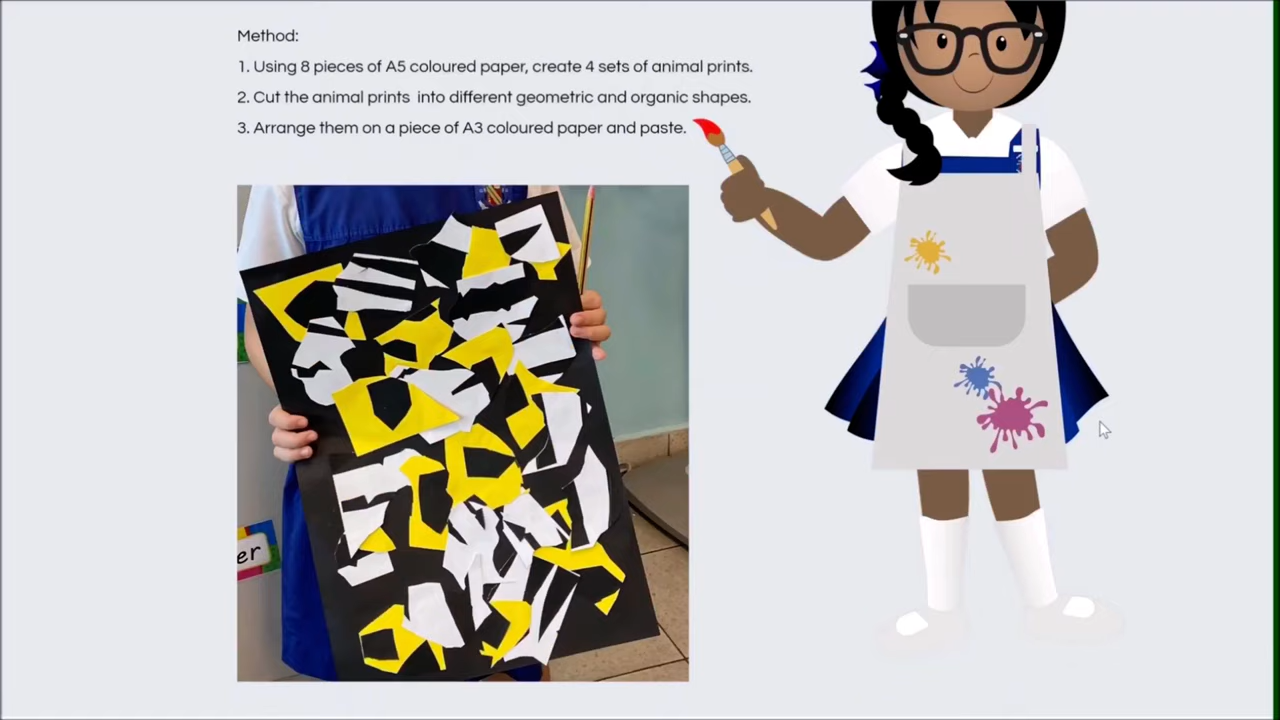 Method:
1. Using 8 pieces of A5 coloured paper, create 4 sets of animal prints.
2. Cut the animal prints  into different geometric and organic shapes.
3. Arrange them on a piece of A3 coloured paper and paste.
er